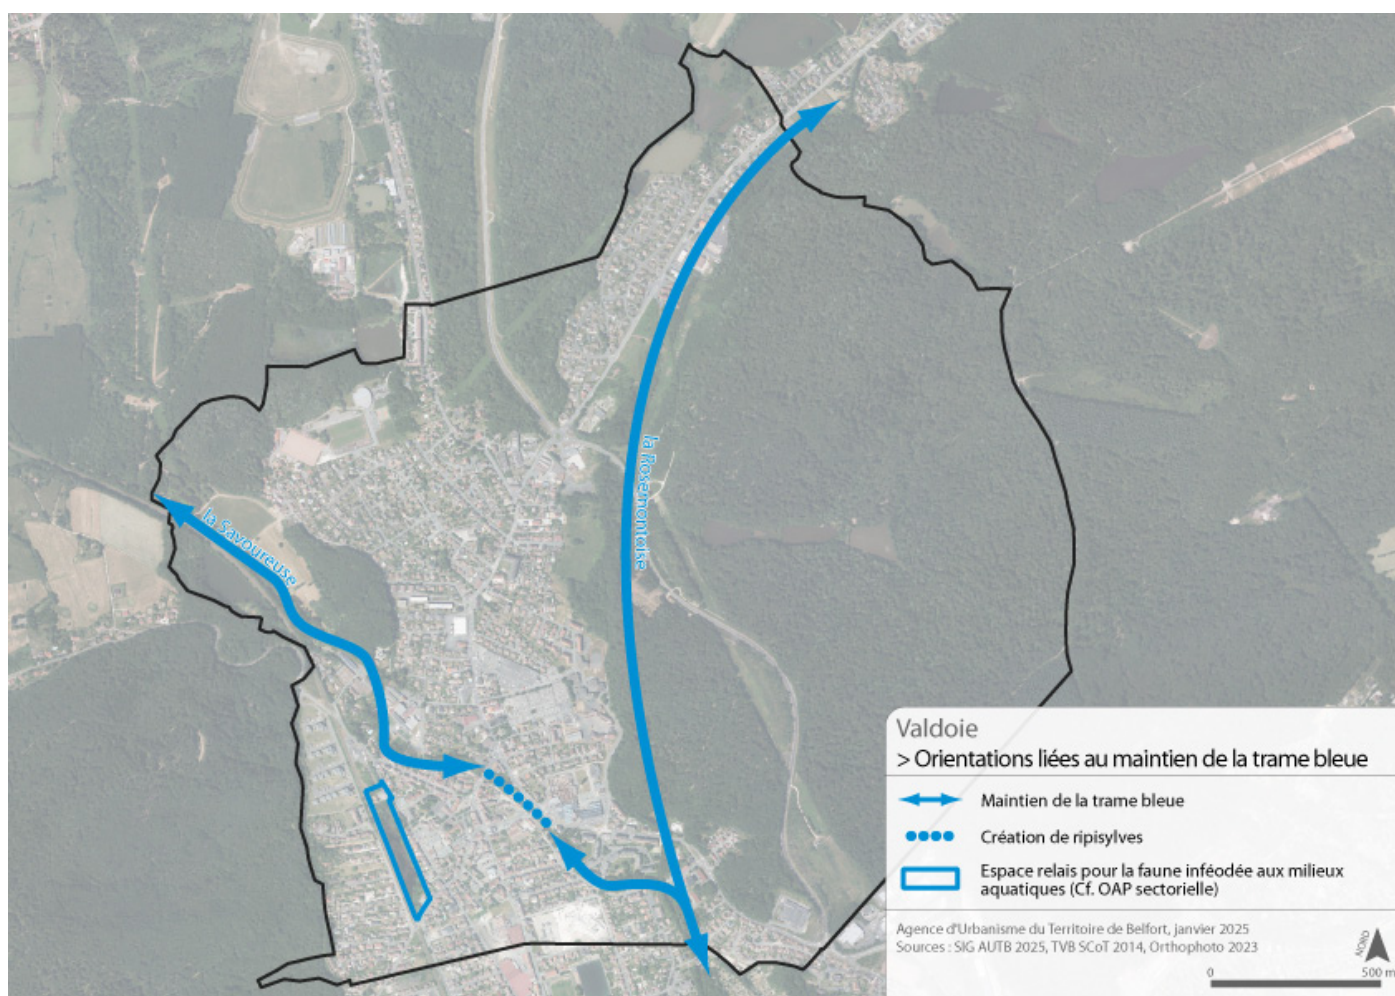 la Rosemontoise
la Savoureuse
Valdoie
> Orientations liées au maintien de la trame bleue
Maintien de la trame bleue
Création de ripisylves
Espace relais pour la faune inféodée aux milieux
aquatiques (Cf. OAP sectorielle)
Agence d'Urbanisme du Territoire de Belfort, janvier 2025
Sources : SIG AUTB 2025, TVB SCoT 2014, Orthophoto 2023
NORD
0 500 m